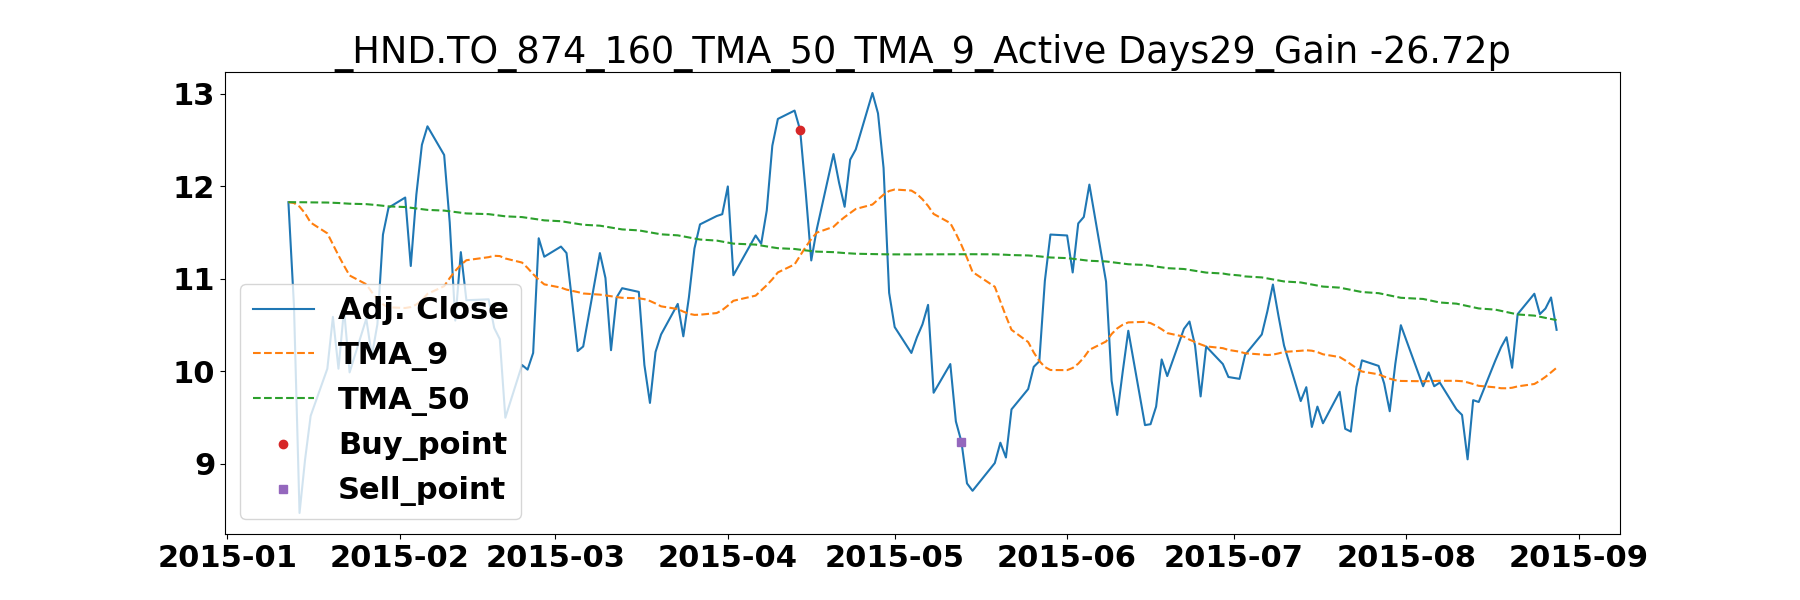 _HND.TO_874_160_TMA_50_TMA_9_Active Days29_Gain -26.72p
13
12
11
10
9
Adj. Close
TMA_9
TMA_50
Buy_point
Sell_point
2015-01 2015-02 2015-03 2015-04 2015-05 2015-06 2015-07 2015-08 2015-09